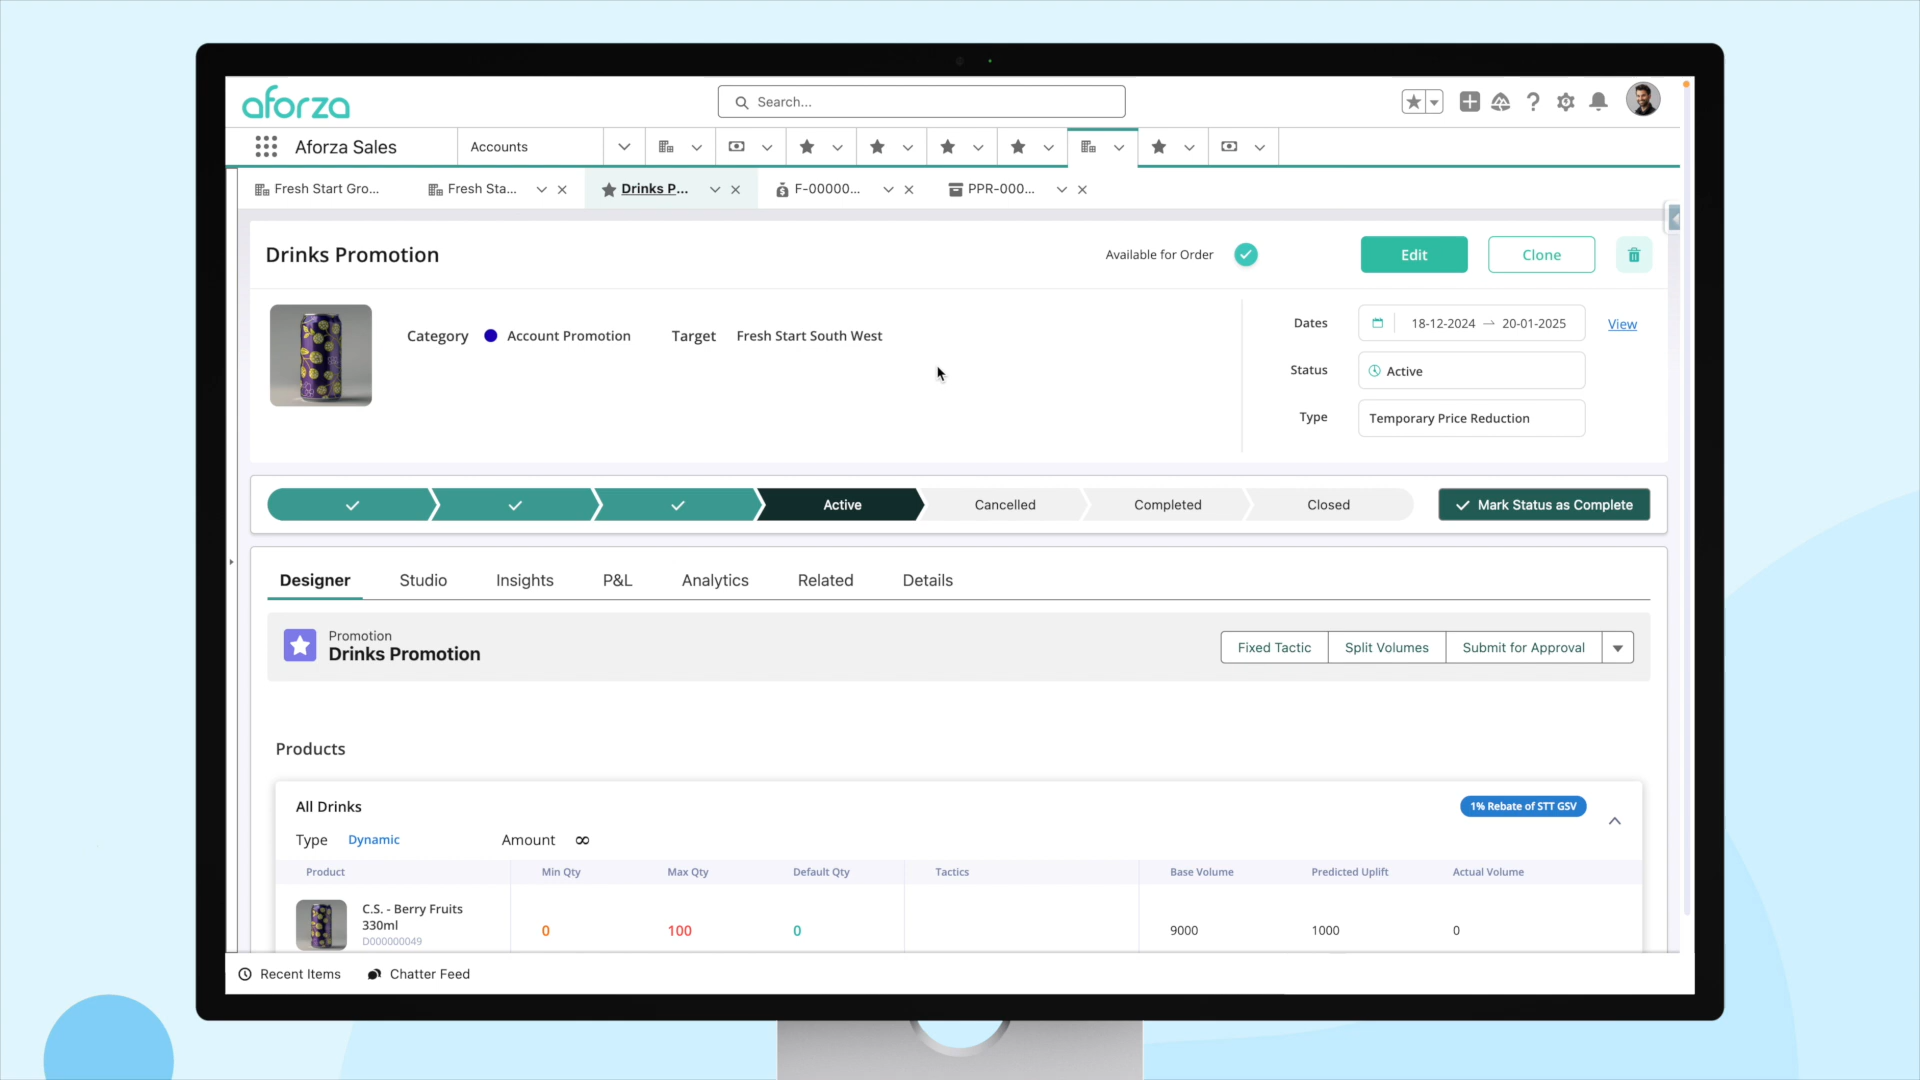 aforza
Search...
Aforza Sales
Accounts
Fresh Start Gro...
Fresh Sta...
Drinks P...
F-00000...
PPR-000...
Drinks Promotion
Available for Order
Edit
Clone
Category
Account Promotion
Target
Fresh Start South West
Dates
18-12-2024 → 20-01-2025
View
Status
Active
Type
Temporary Price Reduction
Active
Cancelled
Completed
Closed
Mark Status as Complete
Designer
Studio
Insights
P&L
Analytics
Related
Details
Promotion
Drinks Promotion
Fixed Tactic
Split Volumes
Submit for Approval
Products
All Drinks
1% Rebate of STT GSV
Type
Dynamic
Amount
∞
Product
Min Qty
Max Qty
Default Qty
Tactics
Base Volume
Predicted Uplift
Actual Volume
C.S. - Berry Fruits
330ml
D000000049
0
100
0
9000
1000
0
Recent Items
Chatter Feed